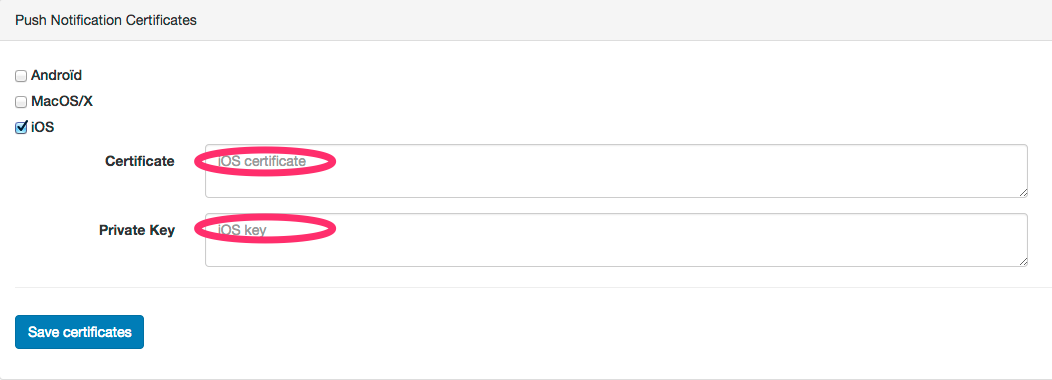 Push Notification Certificates
Androïd
MacOS/X
iOS
Certificate
iOS certificate
Private Key
iOS key
Save certificates